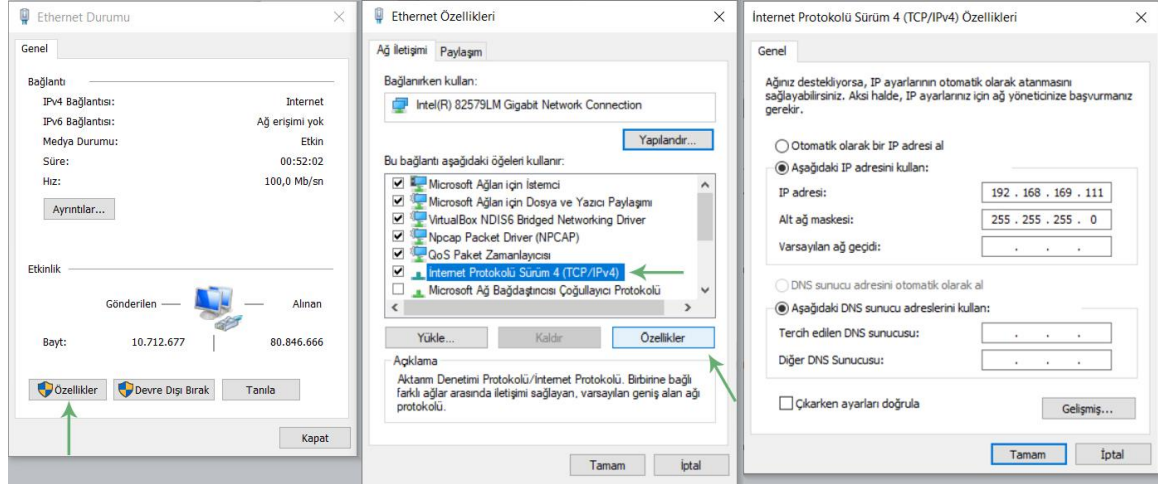 Ethernet Durumu
Genel
Bağlantı
IPv4 Bağlantısı: Internet
IPv6 Bağlantısı: Ağ erişimi yok
Medya Durumu: Etkin
Süre: 00:52:02
Hız: 100,0 Mb/sn
Ayrıntılar...
Etkinlik
Gönderilen Alınan
Bayt: 10.712.677 80.846.666
Özellikler Devre Dışı Bırak Tanıla
Kapat
Ethernet Özellikleri
Ağ İletişimi Paylaşım
Bağlanırken kullan:
Intel(R) 82579LM Gigabit Network Connection
Yapılandır...
Bu bağlantı aşağıdaki öğeleri kullanır:
Microsoft Ağları için İstemci
Microsoft Ağları için Dosya ve Yazıcı Paylaşımı
VirtualBox NDIS6 Bridged Networking Driver
Npcap Packet Driver (NPCAP)
QoS Paket Zamanlayıcısı
İnternet Protokolü Sürüm 4 (TCP/IPv4)
Microsoft Ağ Bağdaştırıcısı Çoğullayıcı Protokolü
Yükle... Kaldır Özellikler
Açıklama
Aktarım Denetimi Protokolü/İnternet Protokolü. Birbirine bağlı
farklı ağlar arasında iletişimi sağlayan, varsayılan geniş alan ağı
protokolü.
Tamam İptal
İnternet Protokolü Sürüm 4 (TCP/IPv4) Özellikleri
Genel
Ağınız destekliyorsa, IP ayarlarının otomatik olarak atanmasını
sağlayabilirsiniz. Aksi halde, IP ayarlarınız için ağ yöneticinize başvurmanız
gerekir.
Otomatik olarak bir IP adresi al
Aşağıdaki IP adresini kullan:
IP adresi: 192 . 168 . 169 . 111
Alt ağ maskesi: 255 . 255 . 255 . 0
Varsayılan ağ geçidi: . . .
DNS sunucu adresini otomatik olarak al
Aşağıdaki DNS sunucu adreslerini kullan:
Tercih edilen DNS sunucusu: . . .
Diğer DNS Sunucusu: . . .
Çıkarken ayarları doğrula
Gelişmiş...
Tamam İptal